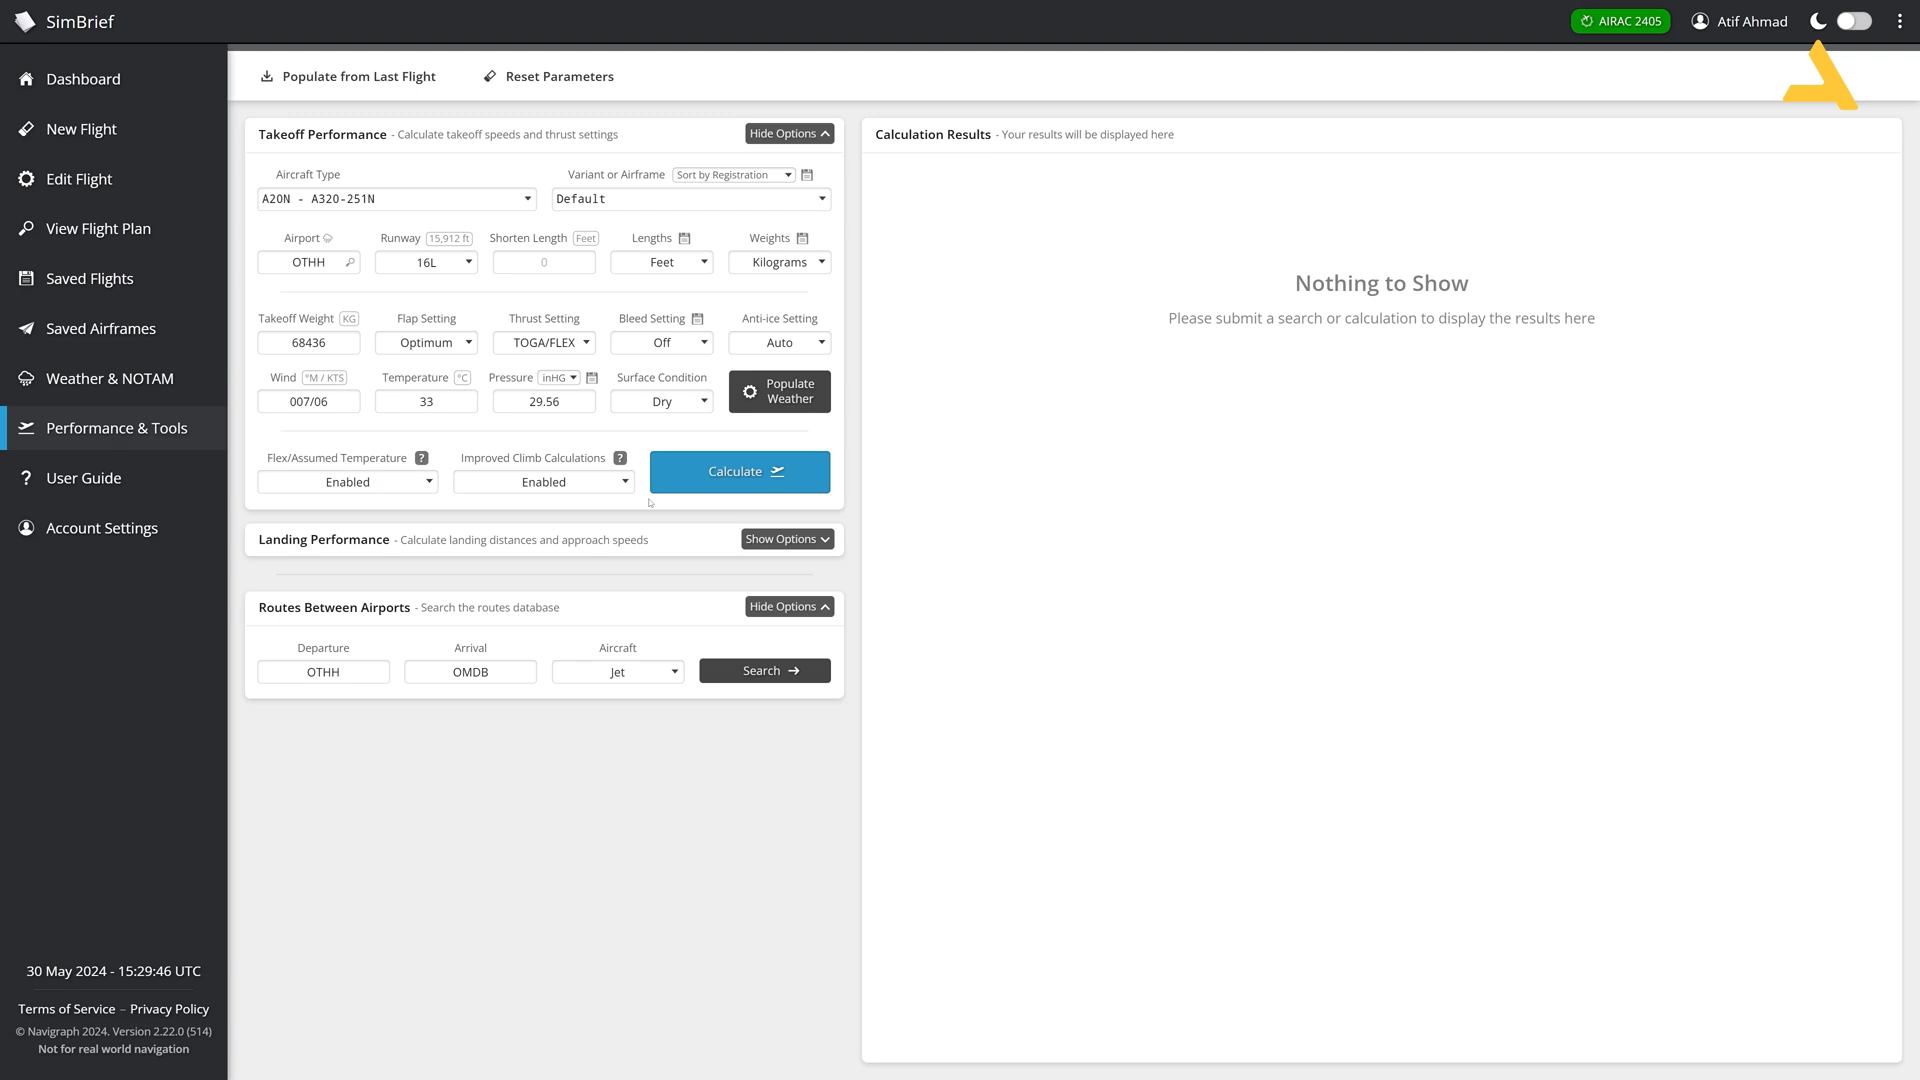 SimBrief
AIRAC 2405
Atif Ahmad
Dashboard
New Flight
Edit Flight
View Flight Plan
Saved Flights
Saved Airframes
Weather & NOTAM
Performance & Tools
User Guide
Account Settings
30 May 2024 - 15:29:46 UTC
Terms of Service – Privacy Policy
© Navigraph 2024. Version 2.22.0 (514)
Not for real world navigation
Populate from Last Flight
Reset Parameters
Takeoff Performance - Calculate takeoff speeds and thrust settings
Hide Options
Aircraft Type
Variant or Airframe
Sort by Registration
A20N - A320-251N
Default
Airport
Runway 15,912 ft
Shorten Length Feet
Lengths
Weights
OTHH
16L
0
Feet
Kilograms
Takeoff Weight KG
Flap Setting
Thrust Setting
Bleed Setting
Anti-ice Setting
68436
Optimum
TOGA/FLEX
Off
Auto
Wind °M / KTS
Temperature °C
Pressure inHG
Surface Condition
Populate
Weather
007/06
33
29.56
Dry
Flex/Assumed Temperature ?
Improved Climb Calculations ?
Enabled
Enabled
Calculate
Landing Performance - Calculate landing distances and approach speeds
Show Options
Routes Between Airports - Search the routes database
Hide Options
Departure
Arrival
Aircraft
OTHH
OMDB
Jet
Search
Calculation Results - Your results will be displayed here
Nothing to Show
Please submit a search or calculation to display the results here